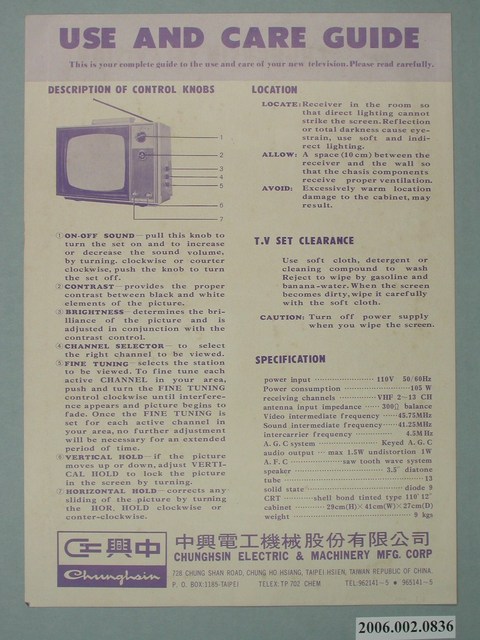 USE AND CARE GUIDE
This is your complete guide to the use and care of your new television. Please read carefully.
DESCRIPTION OF CONTROL KNOBS
1
2
3
4
5
6
7
① ON-OFF SOUND— pull this knob to
turn the set on and to increase
or decrease the sound volume,
by turning. clockwise or courter
clockwise, push the knob to turn
the set off.
② CONTRAST—provides the proper
contrast between black and white
elements of the picture.
③ BRIGHTNESS—determines the bri-
lliance of the picture and is
adjusted in conjunction with the
contrast control.
④ CHANNEL SELECTOR— to select
the right channel to be viewed.
⑤ FINE TUNING— selects the station
to be viewed. To fine tune each
active CHANNEL in your area,
push and turn the FINE TUNING
control clockwise until interfere-
nce appears and picture begins to
fade. Once the FINE TUNING is
set for each active channel in
your area, no further adjustment
will be necessary for an extended
period of time.
⑥ VERTICAL HOLD— if the picture
moves up or down, adjust VERTI-
CAL HOLD to lock the picture
in the screen by turning.
⑦ HORIZONTAL HOLD—corrects any
sliding of the picture by turning
the HOR, HOLD clockwise or
conter-clockwise.
LOCATION
LOCATE: Receiver in the room so
that direct lighting cannot
strike the screen. Reflection
or total darkness cause eye-
strain, use soft and indi-
rect lighting.
ALLOW: A space (10cm) between the
receiver and the wall so
that the chasis components
receive proper ventilation.
AVOID: Excessively warm location
damage to the cabinet, may
result.
T.V SET CLEARANCE
Use soft cloth, detergent or
cleaning compound to wash
Reject to wipe by gasoline and
banana-water. When the screen
becomes dirty, wipe it carefully
with the soft cloth.
CAUTION: Turn off power supply
when you wipe the screen.
SPECIFICATION
power input ············ 110V 50/60Hz
Power consumption ············ 105 W
receiving channels ······ VHF 2-13 CH
antenna input impedance ····· 300Ω balance
Video intermediate frequency ·····45.75MHz
Sound intermediate frequency ·····41.25MHz
intercarrier frequency ············ 4.5MHz
A.G.C system ············ Keyed A.G.C
audio output — max 1.5W undistortion 1W
A.F.C ········ saw tooth wave system
speaker ············ 3.5" diatone
tube ············ 13
solid state ············ diode 8
CRT ······shell bond tinted type 110°12"
cabinet ······29cm(H)×41cm(W)×27cm(D)
weight ············ 9 kgs
中興電工 中興電工機械股份有限公司
Chunghsin CHUNGHSIN ELECTRIC & MACHINERY MFG. CORP
728 CHUNG SHAN ROAD, CHUNG HO HSIANG, TAIPEI HSIEN, TAIWAN REPUBLIC OF CHINA.
P. O. BOX: 1185-TAIPEI TELEX: TP 702 CHEM TEL: 962141~5 ★ 965141~5
2006.002.0836